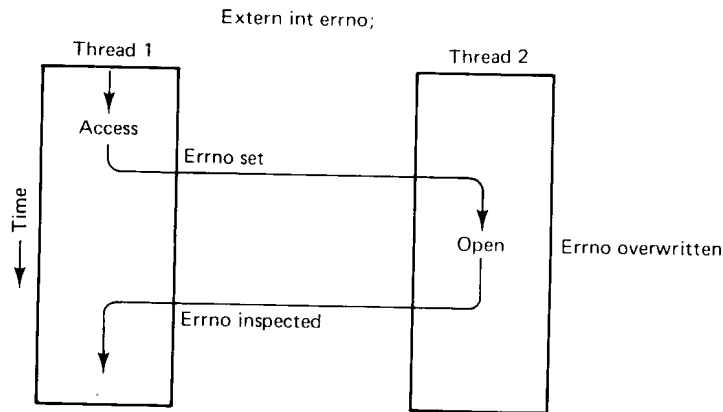 Extern int errno;
Thread 1
Thread 2
Access
Errno set
Time
Open
Errno overwritten
Errno inspected